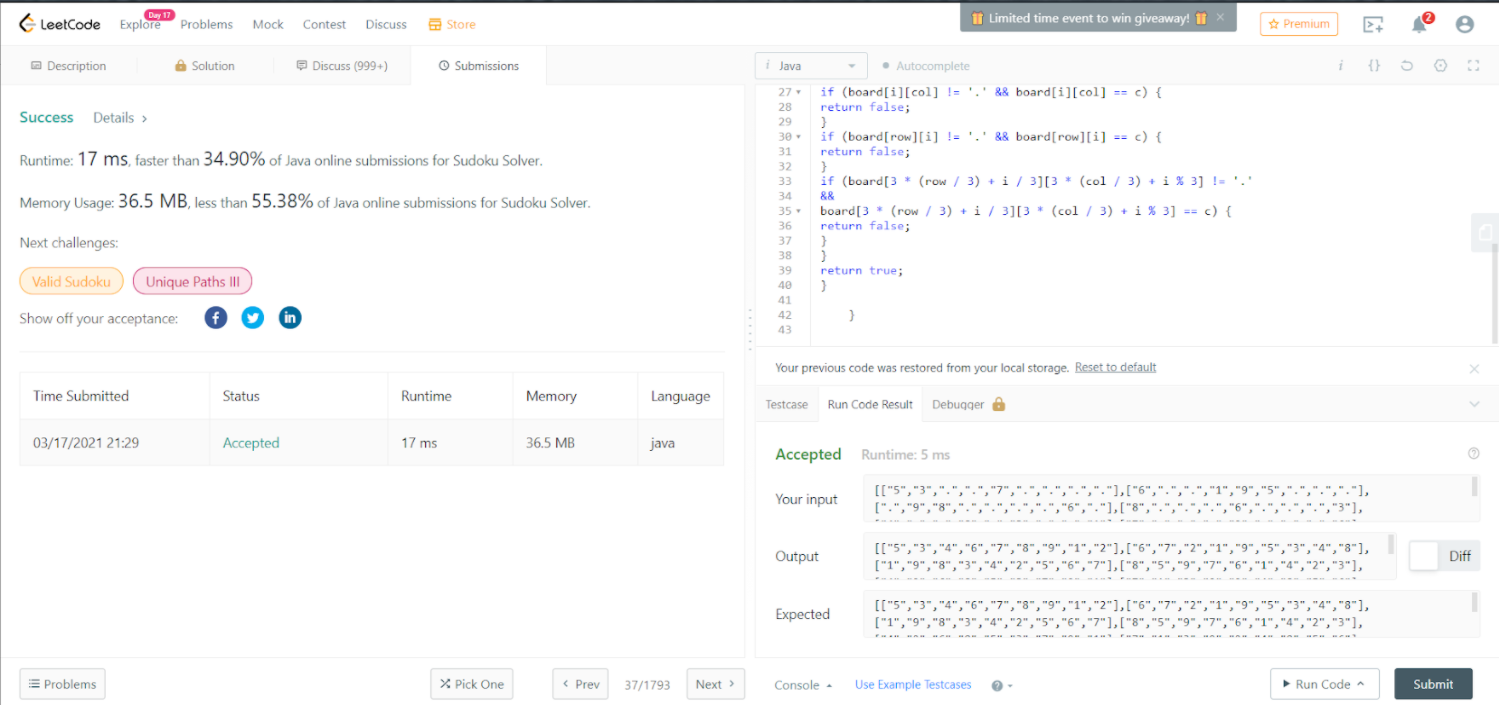 LeetCode Explore Day 17 Problems Mock Contest Discuss Store Limited time event to win giveaway! × Premium 2
Description Solution Discuss (999+) Submissions
i Java Autocomplete i {}
Success Details >
Runtime: 17 ms, faster than 34.90% of Java online submissions for Sudoku Solver.
Memory Usage: 36.5 MB, less than 55.38% of Java online submissions for Sudoku Solver.
Next challenges:
Valid Sudoku Unique Paths III
Show off your acceptance:
Time Submitted Status Runtime Memory Language
03/17/2021 21:29 Accepted 17 ms 36.5 MB java
27 if (board[i][col] != '.' && board[i][col] == c) {
28 return false;
29 }
30 if (board[row][i] != '.' && board[row][i] == c) {
31 return false;
32 }
33 if (board[3 * (row / 3) + i / 3][3 * (col / 3) + i % 3] != '.'
34 &&
35 board[3 * (row / 3) + i / 3][3 * (col / 3) + i % 3] == c) {
36 return false;
37 }
38 }
39 return true;
40 }
41
42 }
43
Your previous code was restored from your local storage. Reset to default
Testcase Run Code Result Debugger
Accepted Runtime: 5 ms
Your input
[["5","3",".",".","7",".",".",".","."],["6",".",".","1","9","5",".",".","."],
[".","9","8",".",".",".",".","6","."],["8",".",".",".","6",".",".",".","3"],
Output
[["5","3","4","6","7","8","9","1","2"],["6","7","2","1","9","5","3","4","8"],
["1","9","8","3","4","2","5","6","7"],["8","5","9","7","6","1","4","2","3"],
Diff
Expected
[["5","3","4","6","7","8","9","1","2"],["6","7","2","1","9","5","3","4","8"],
["1","9","8","3","4","2","5","6","7"],["8","5","9","7","6","1","4","2","3"],
Problems Pick One < Prev 37/1793 Next > Console Use Example Testcases ? Run Code Submit